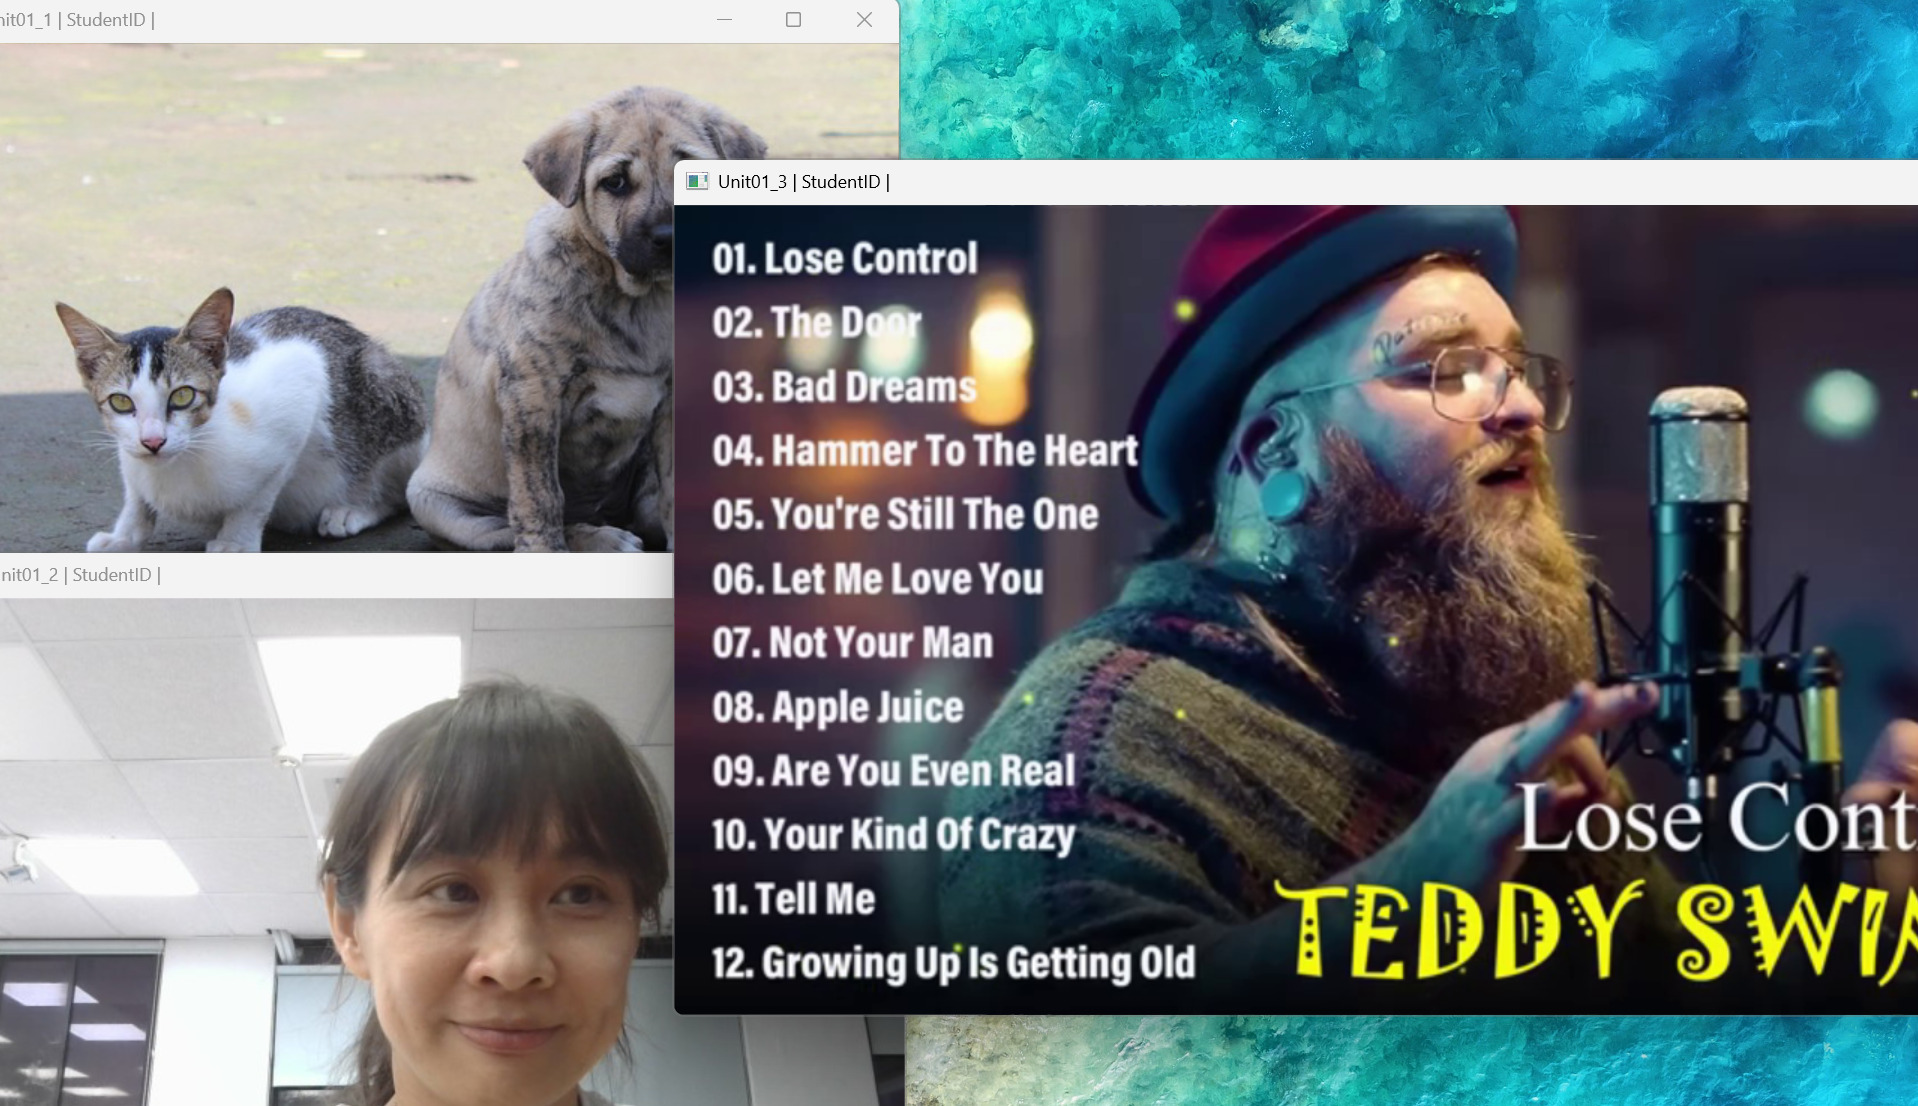 nit01_1 | StudentID |
Unit01_3 | StudentID |
01. Lose Control
02. The Door
03. Bad Dreams
04. Hammer To The Heart
05. You're Still The One
06. Let Me Love You
07. Not Your Man
08. Apple Juice
09. Are You Even Real
10. Your Kind Of Crazy
11. Tell Me
12. Growing Up Is Getting Old
Lose Cont
TEDDY SWI
nit01_2 | StudentID |